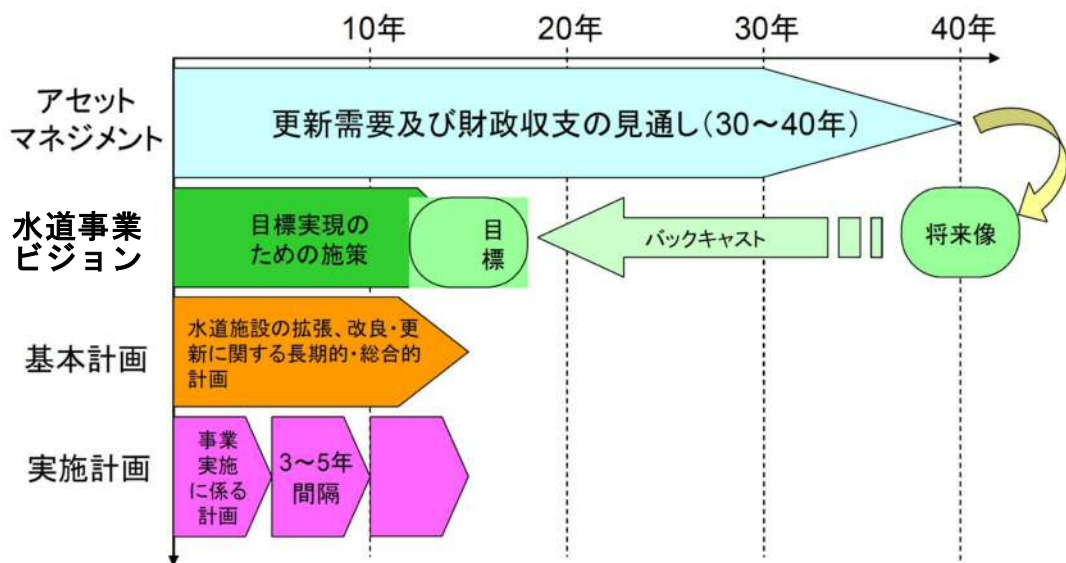 10年
20年
30年
40年
アセット
マネジメント
更新需要及び財政収支の見通し（30～40年）
水道事業
ビジョン
目標実現の
ための施策
目
標
バックキャスト
将来像
基本計画
水道施設の拡張、改良・更
新に関する長期的・総合的
計画
実施計画
事業
実施
に係る
計画
3～5年
間隔